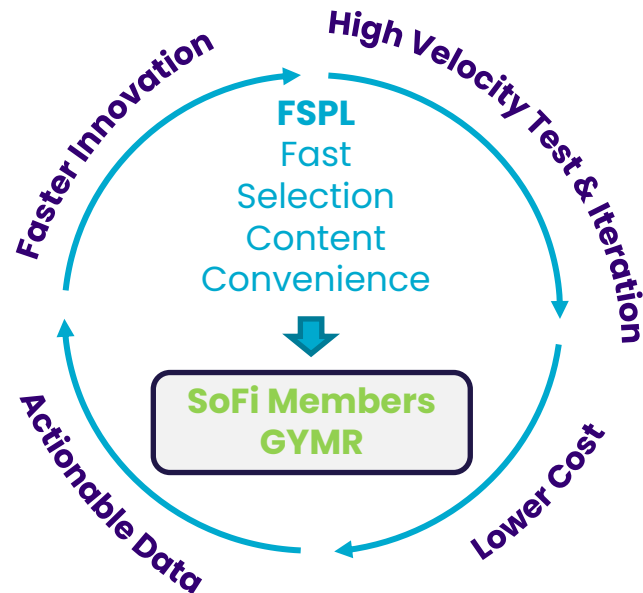 Faster Innovation
High Velocity Test & Iteration
FSPL
Fast
Selection
Content
Convenience
SoFi Members
GYMR
Actionable Data
Lower Cost